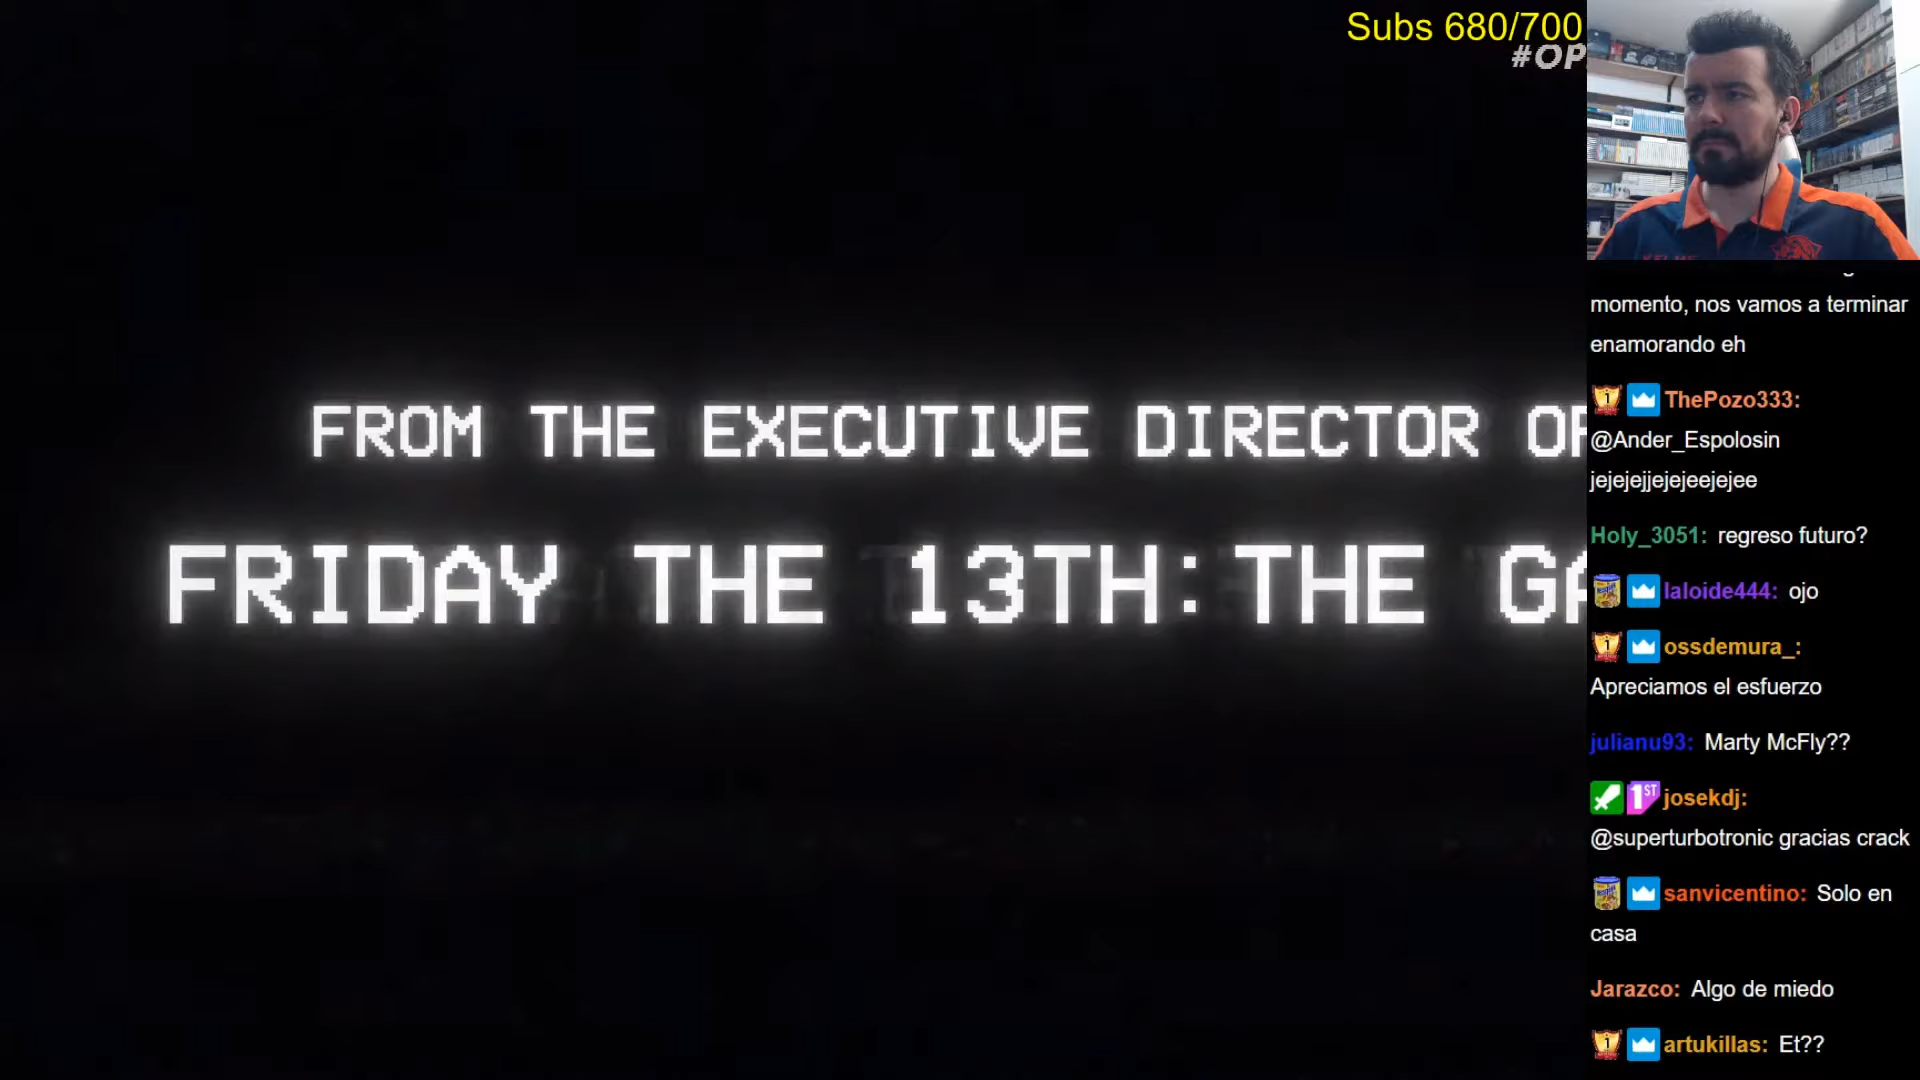 Subs 680/700
#OP
FROM THE EXECUTIVE DIRECTOR OF
FRIDAY THE 13TH: THE GA
momento, nos vamos a terminar
enamorando eh
ThePozo333:
@Ander_Espolosin
jejejejjejejeejejee
Holy_3051: regreso futuro?
laloide444: ojo
ossdemura_:
Apreciamos el esfuerzo
julianu93: Marty McFly??
1ST josekdj:
@superturbotronic gracias crack
sanvicentino: Solo en
casa
Jarazco: Algo de miedo
artukillas: Et??